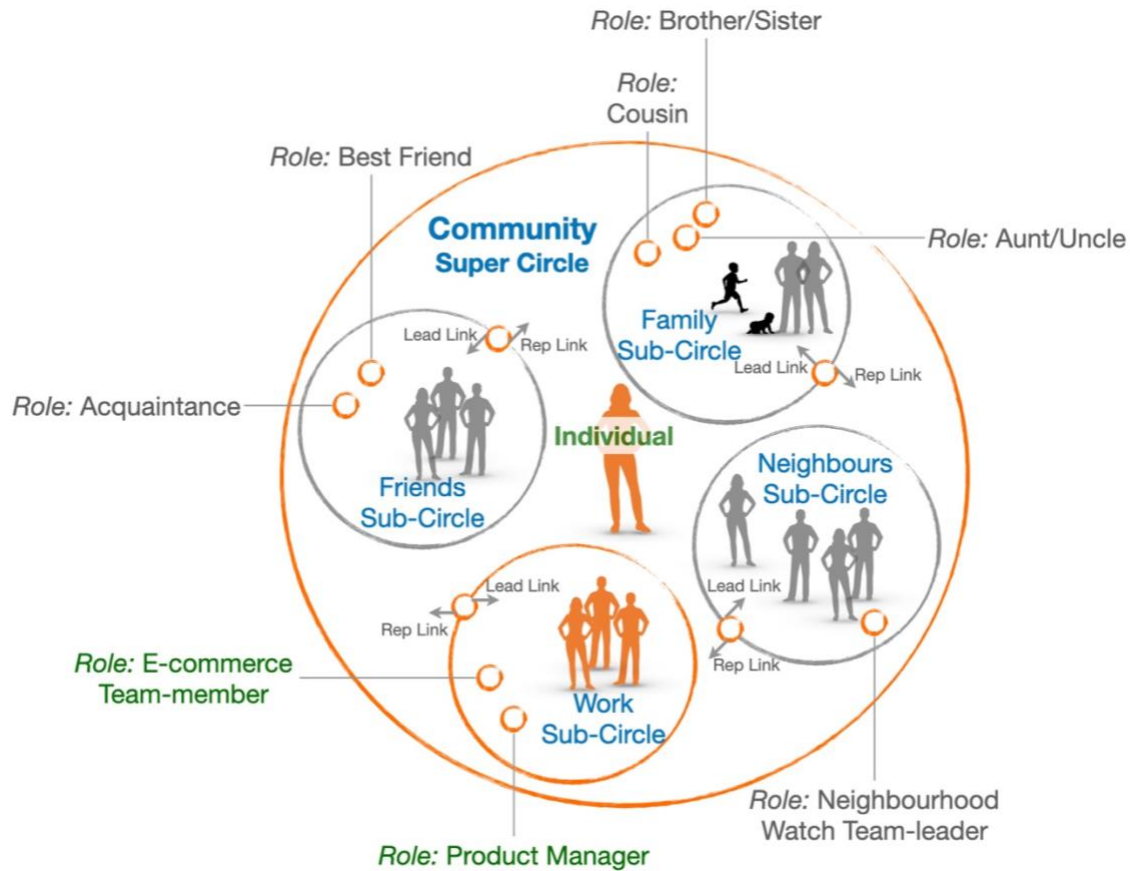 Role: Brother/Sister
Role:
Cousin
Role: Best Friend
Community
Super Circle
Role: Aunt/Uncle
Family
Sub-Circle
Lead Link
Rep Link
Lead Link
Rep Link
Role: Acquaintance
Individual
Friends
Sub-Circle
Neighbours
Sub-Circle
Lead Link
Rep Link
Lead Link
Rep Link
Role: E-commerce
Team-member
Work
Sub-Circle
Role: Neighbourhood
Watch Team-leader
Role: Product Manager